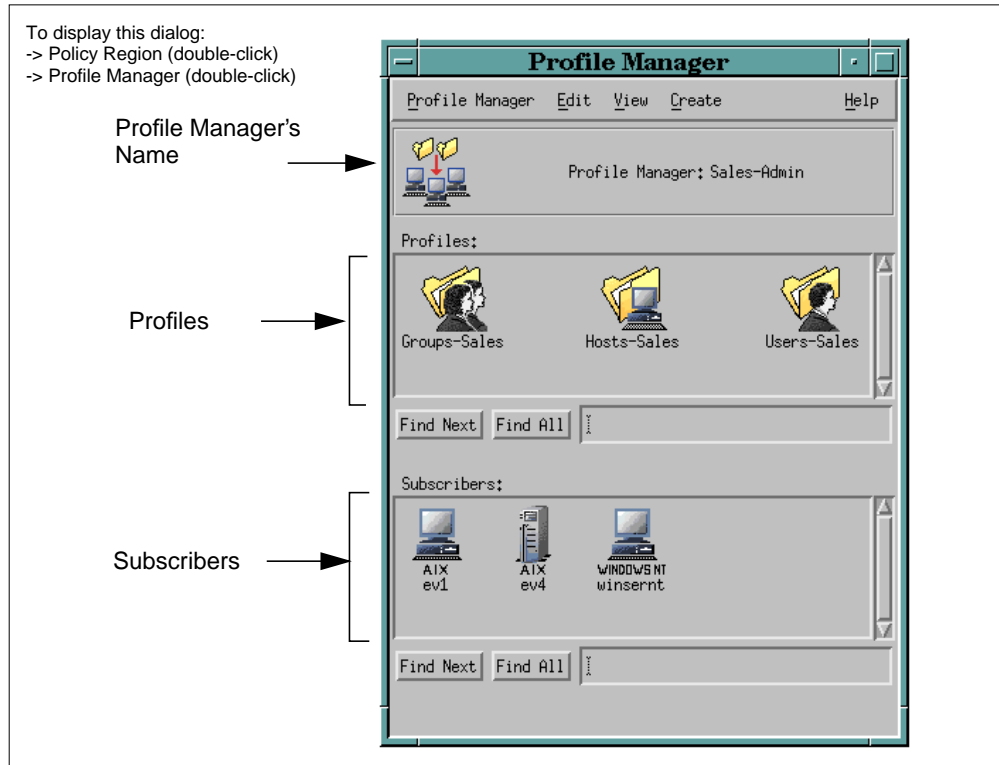 To display this dialog:
-> Policy Region (double-click)
-> Profile Manager (double-click)
Profile Manager
Profile Manager Edit View Create Help
Profile Manager's
Name
Profile Manager: Sales-Admin
Profiles:
Profiles
Groups-Sales Hosts-Sales Users-Sales
Find Next Find All
Subscribers:
Subscribers
AIX AIX WINDOWS NT
ev1 ev4 winsernt
Find Next Find All